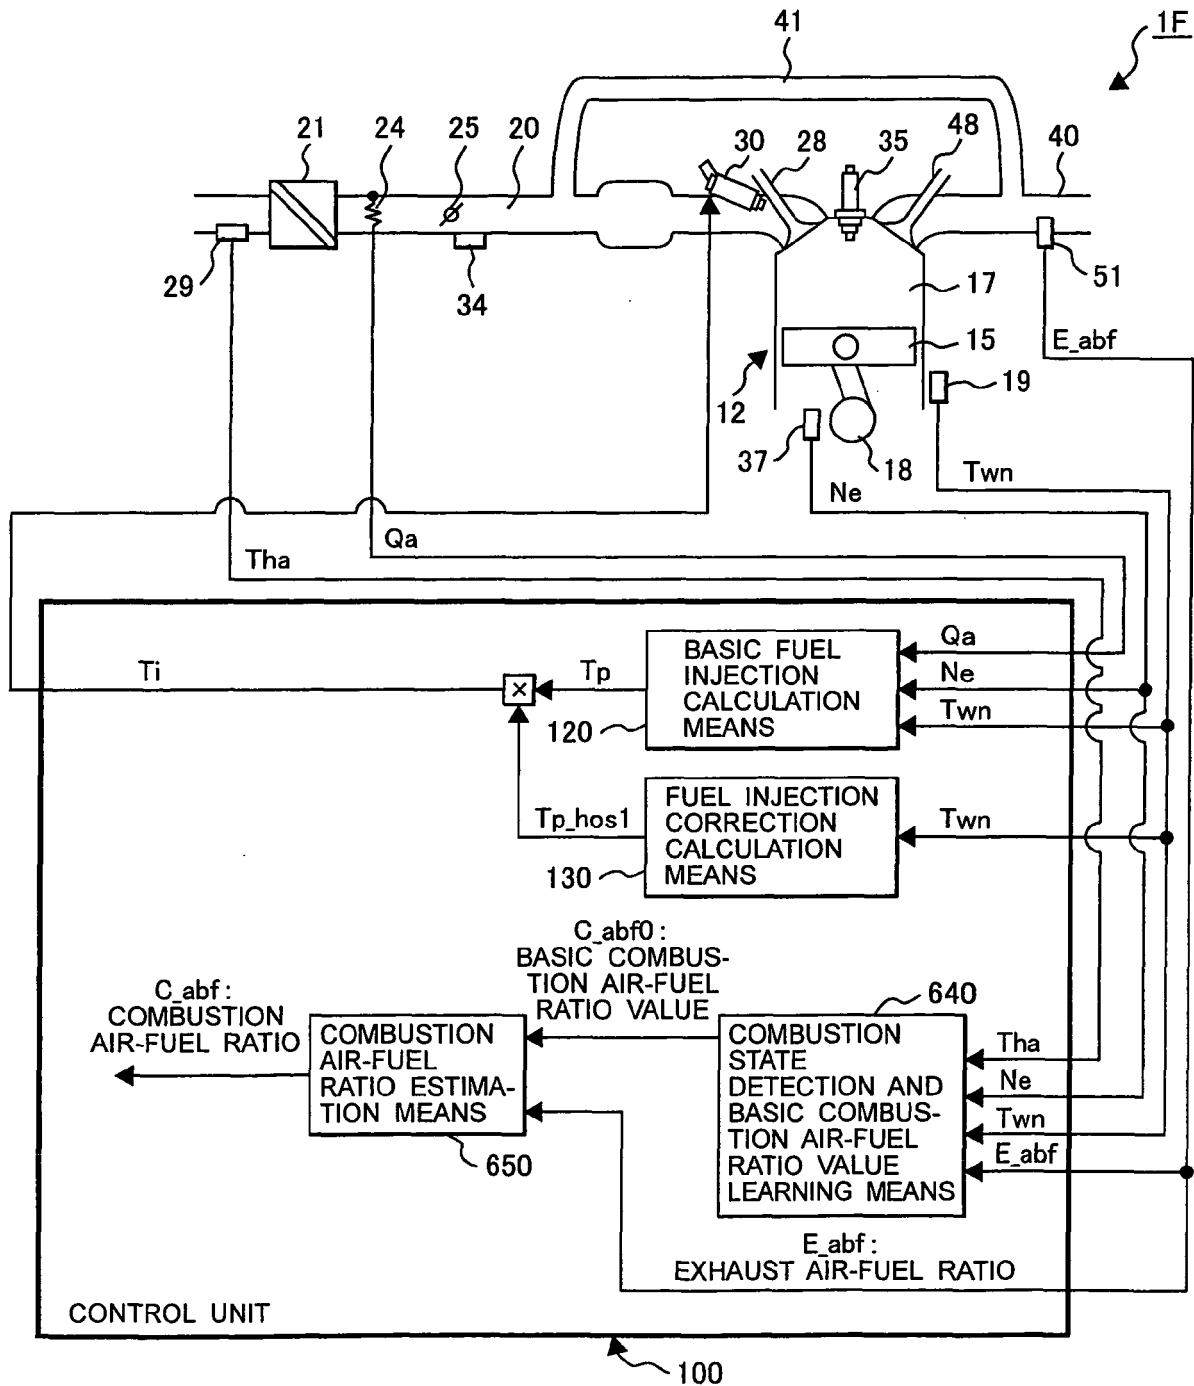 1F
41
21
24
25
20
30
28
35
48
40
29
34
17
51
15
E_abf
19
12
37
18
Twn
Ne
Qa
Tha
Ti
Tp
BASIC FUEL
INJECTION
CALCULATION
MEANS
120
Qa
Ne
Twn
Tp_hos1
FUEL INJECTION
CORRECTION
CALCULATION
MEANS
130
Twn
C_abf0:
BASIC COMBUS-
TION AIR-FUEL
RATIO VALUE
C_abf:
COMBUSTION
AIR-FUEL RATIO
COMBUSTION
AIR-FUEL
RATIO ESTIMA-
TION MEANS
650
640
COMBUSTION
STATE
DETECTION AND
BASIC COMBUS-
TION AIR-FUEL
RATIO VALUE
LEARNING MEANS
Tha
Ne
Twn
E_abf
E_abf:
EXHAUST AIR-FUEL RATIO
CONTROL UNIT
100